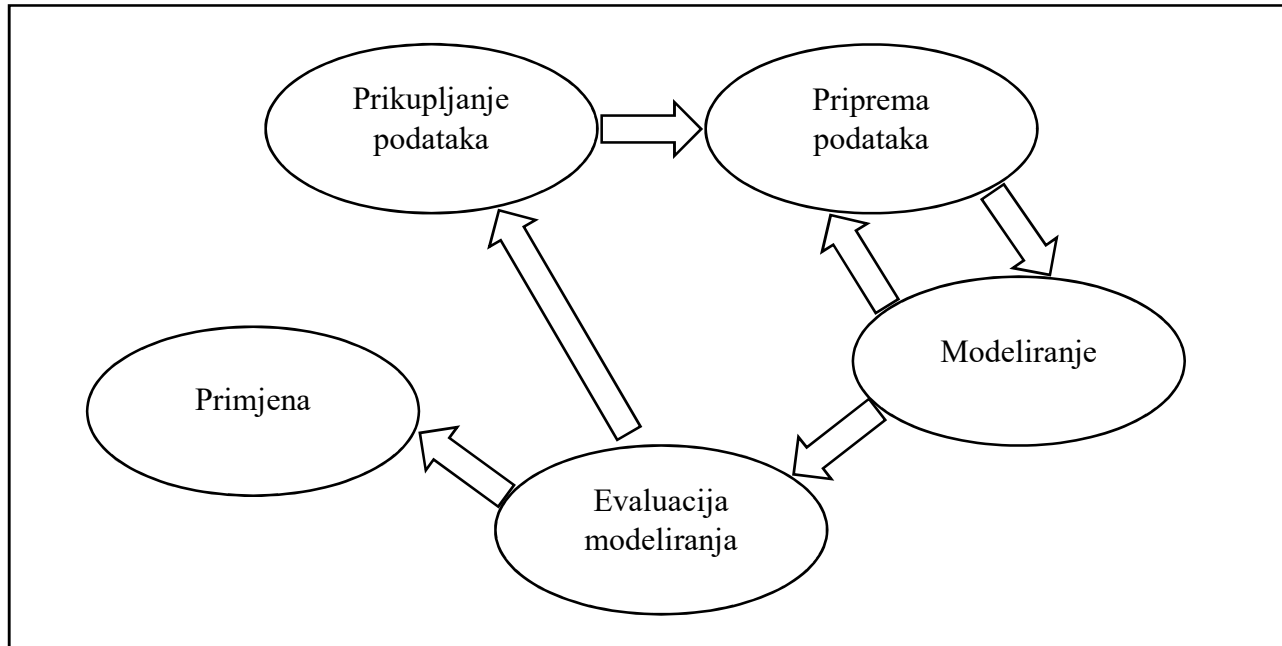 Prikupljanje
podataka
Priprema
podataka
Modeliranje
Primjena
Evaluacija
modeliranja